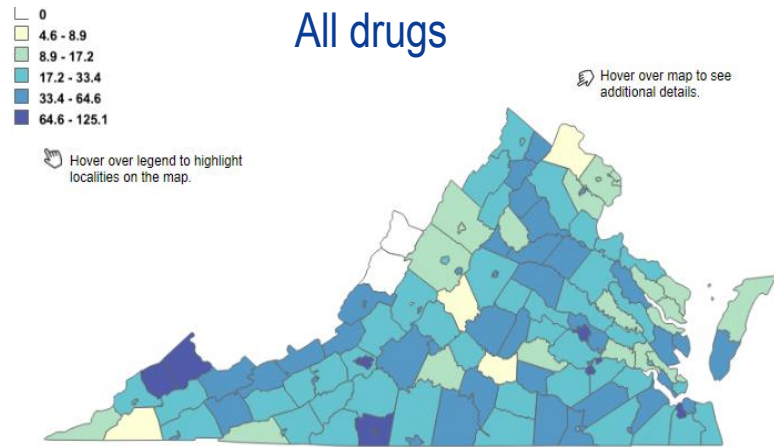 All drugs
0
4.6 - 8.9
8.9 - 17.2
17.2 - 33.4
33.4 - 64.6
64.6 - 125.1
Hover over map to see
additional details.
Hover over legend to highlight
localities on the map.